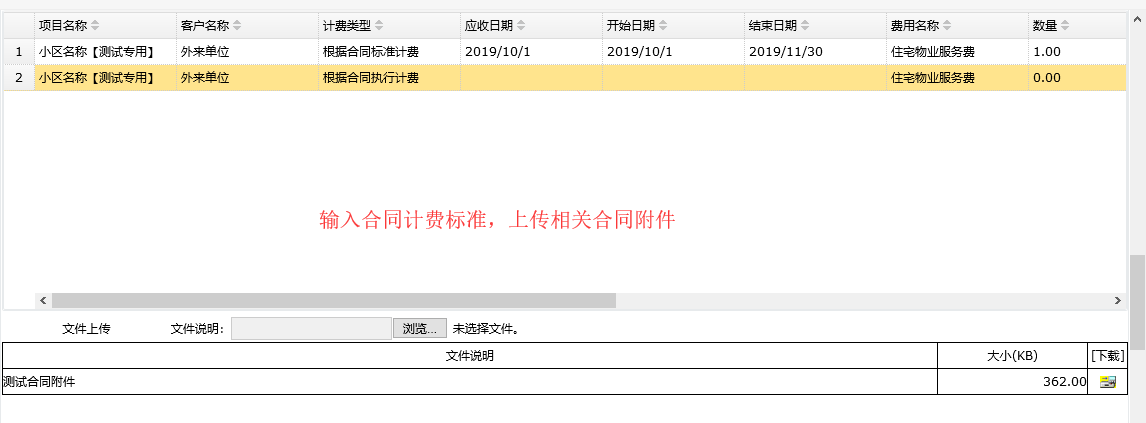 项目名称 客户名称 计费类型 应收日期 开始日期 结束日期 费用名称 数量
1 小区名称【测试专用】 外来单位 根据合同标准计费 2019/10/1 2019/10/1 2019/11/30 住宅物业服务费 1.00
2 小区名称【测试专用】 外来单位 根据合同执行计费 住宅物业服务费 0.00
输入合同计费标准，上传相关合同附件
文件上传 文件说明: 浏览... 未选择文件。
文件说明 大小(KB) [下载]
测试合同附件 362.00